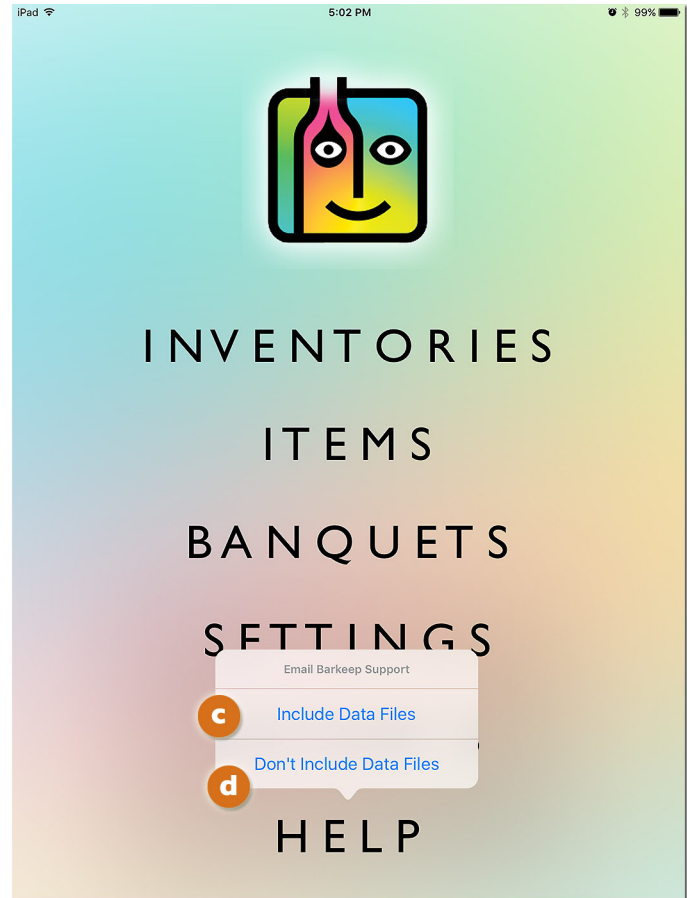 iPad 5:02 PM 99%
INVENTORIES
ITEMS
BANQUETS
SETTINGS
Email Barkeep Support
c Include Data Files
d Don't Include Data Files
HELP